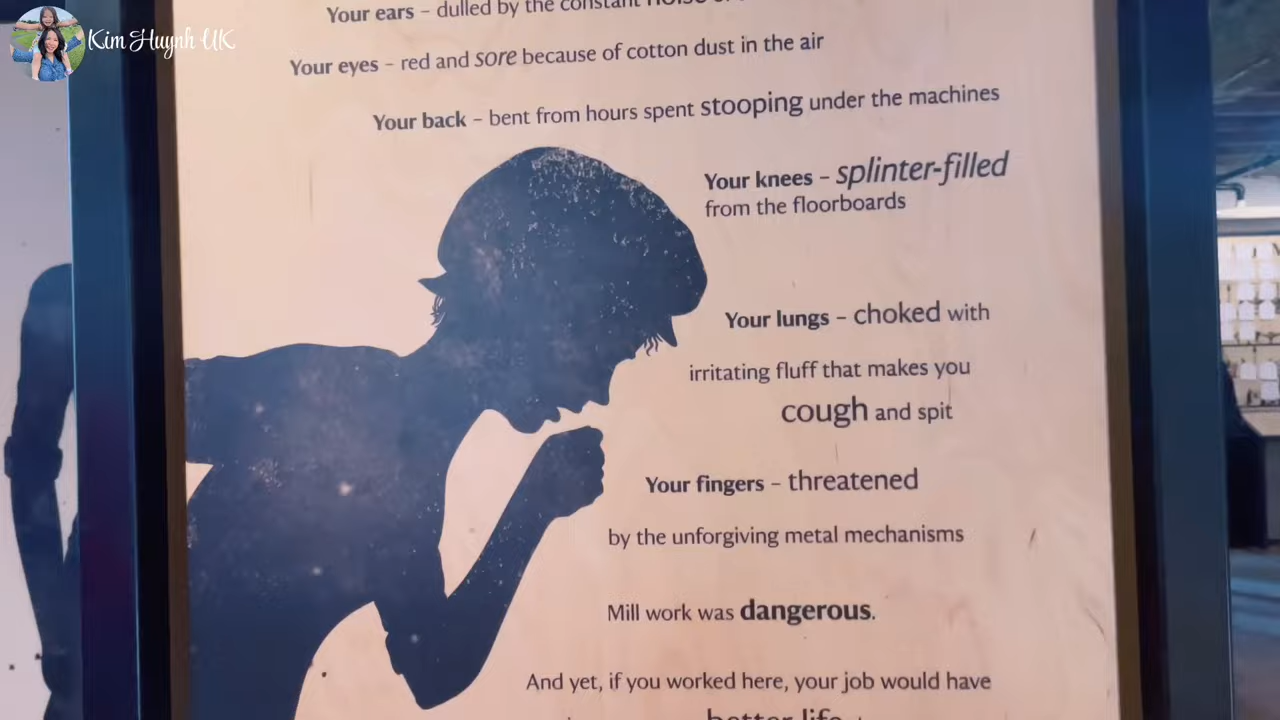 Kim Huynh UK
Your ears – dulled by the constant noise
Your eyes – red and sore because of cotton dust in the air
Your back – bent from hours spent stooping under the machines
Your knees – splinter-filled
from the floorboards
Your lungs – choked with
irritating fluff that makes you
cough and spit
Your fingers – threatened
by the unforgiving metal mechanisms
Mill work was dangerous.
And yet, if you worked here, your job would have
better life